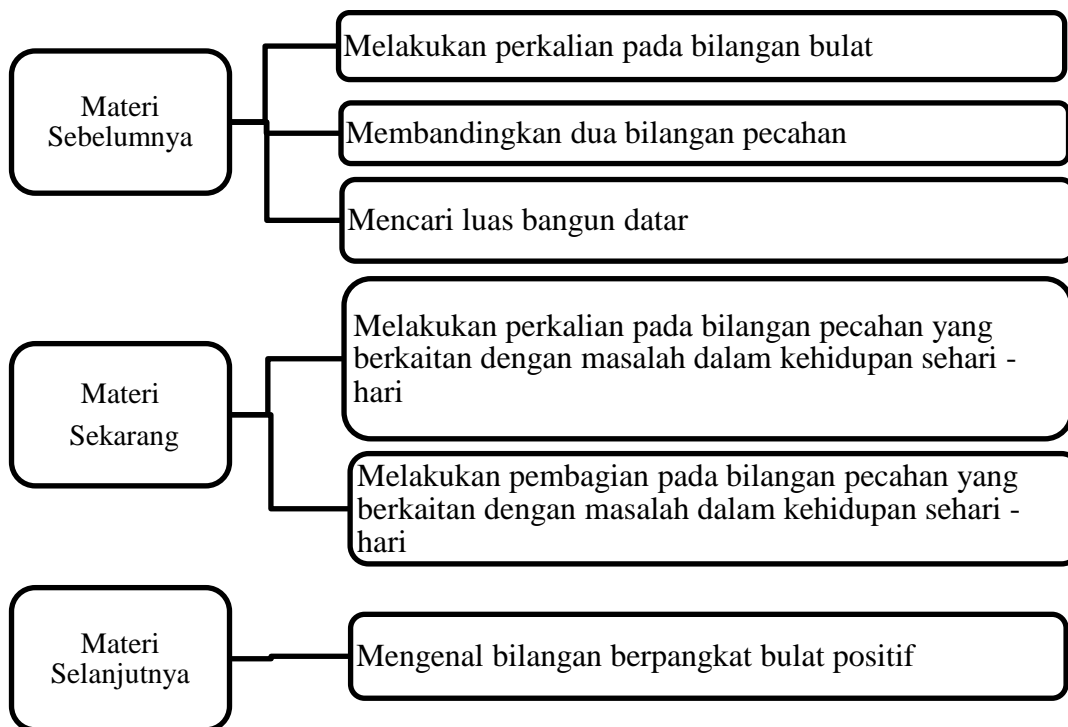 Materi
Sebelumnya
Melakukan perkalian pada bilangan bulat
Membandingkan dua bilangan pecahan
Mencari luas bangun datar
Materi
Sekarang
Melakukan perkalian pada bilangan pecahan yang
berkaitan dengan masalah dalam kehidupan sehari -
hari
Melakukan pembagian pada bilangan pecahan yang
berkaitan dengan masalah dalam kehidupan sehari -
hari
Materi
Selanjutnya
Mengenal bilangan berpangkat bulat positif